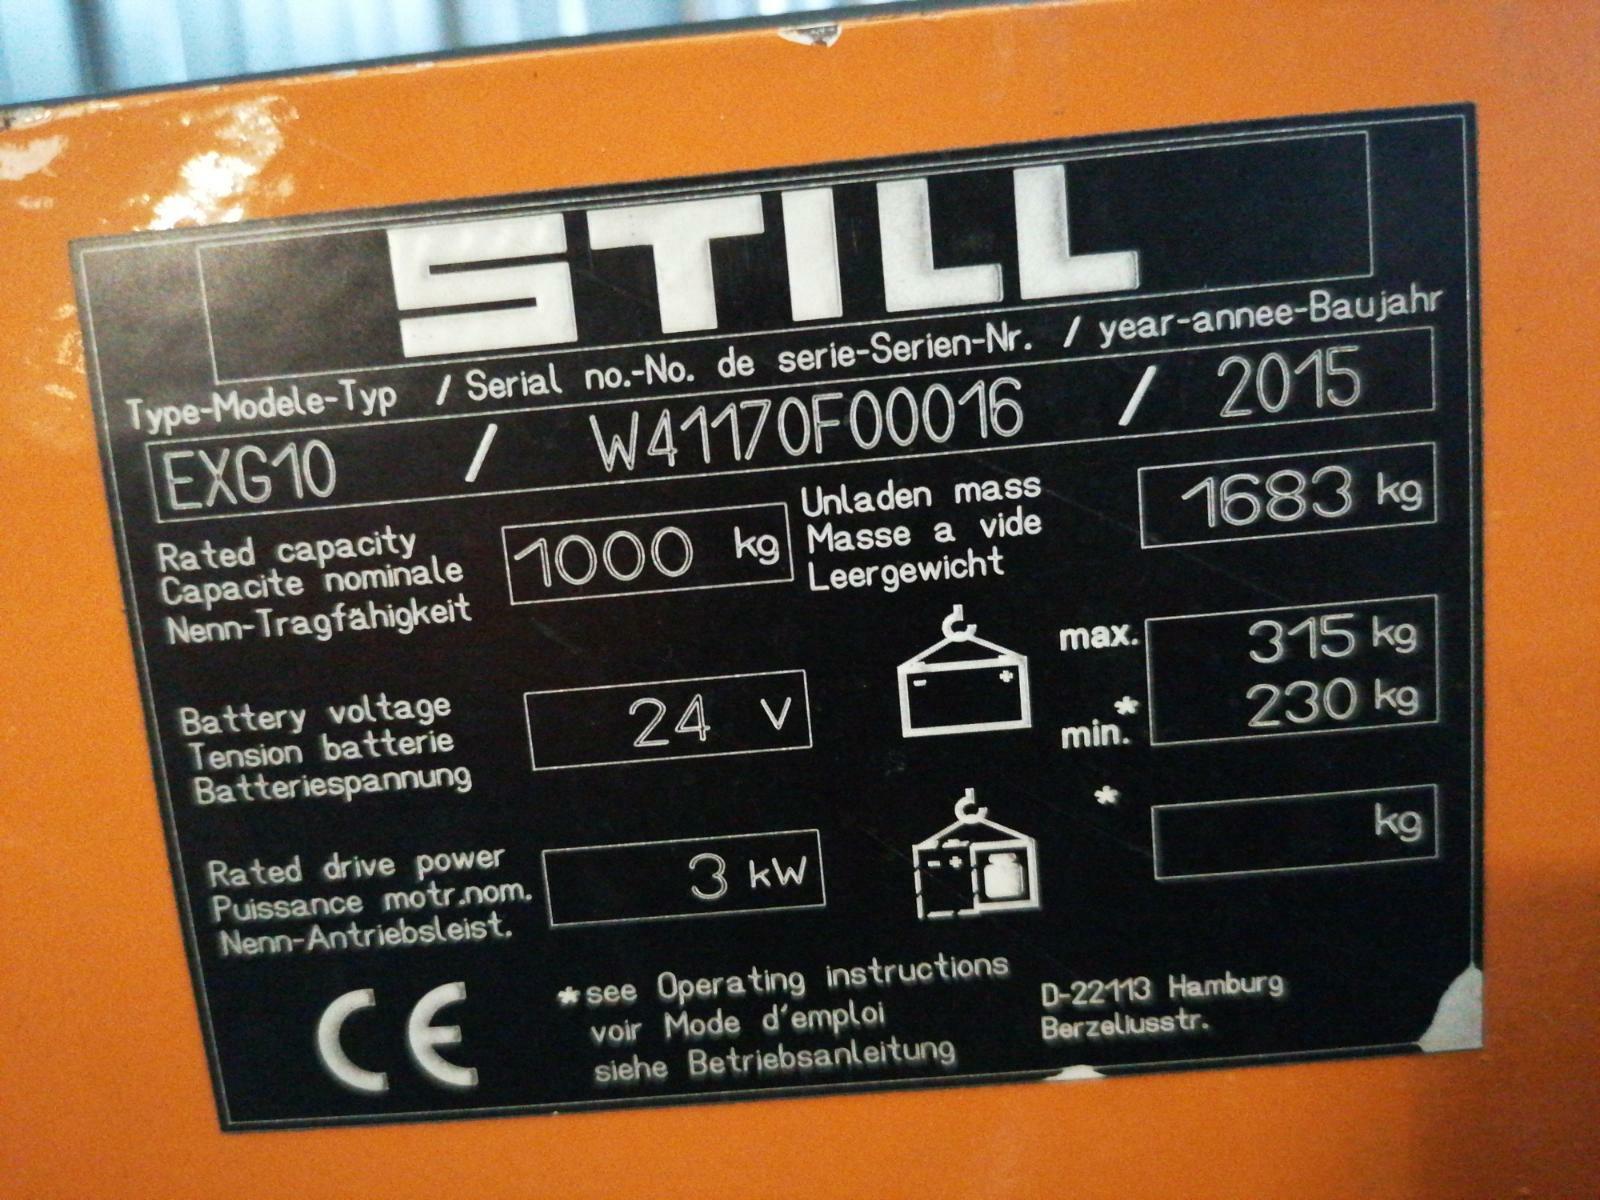 STILL
Type-Modele-Typ / Serial no.-No. de serie-Serien-Nr. / year-annee-Baujahr
EXG10 / W41170F00016 / 2015
Rated capacity
Capacite nominale
Nenn-Tragfähigkeit
1000 kg
Unladen mass
Masse a vide
Leergewicht
1683 kg
Battery voltage
Tension batterie
Batteriespannung
24 V
- +
max. 315 kg
min.* 230 kg
Rated drive power
Puissance motr.nom.
Nenn-Antriebsleist.
3 kW
- +
* kg
CE
*see Operating instructions
voir Mode d'emploi
siehe Betriebsanleitung
D-22113 Hamburg
Berzeliusstr.